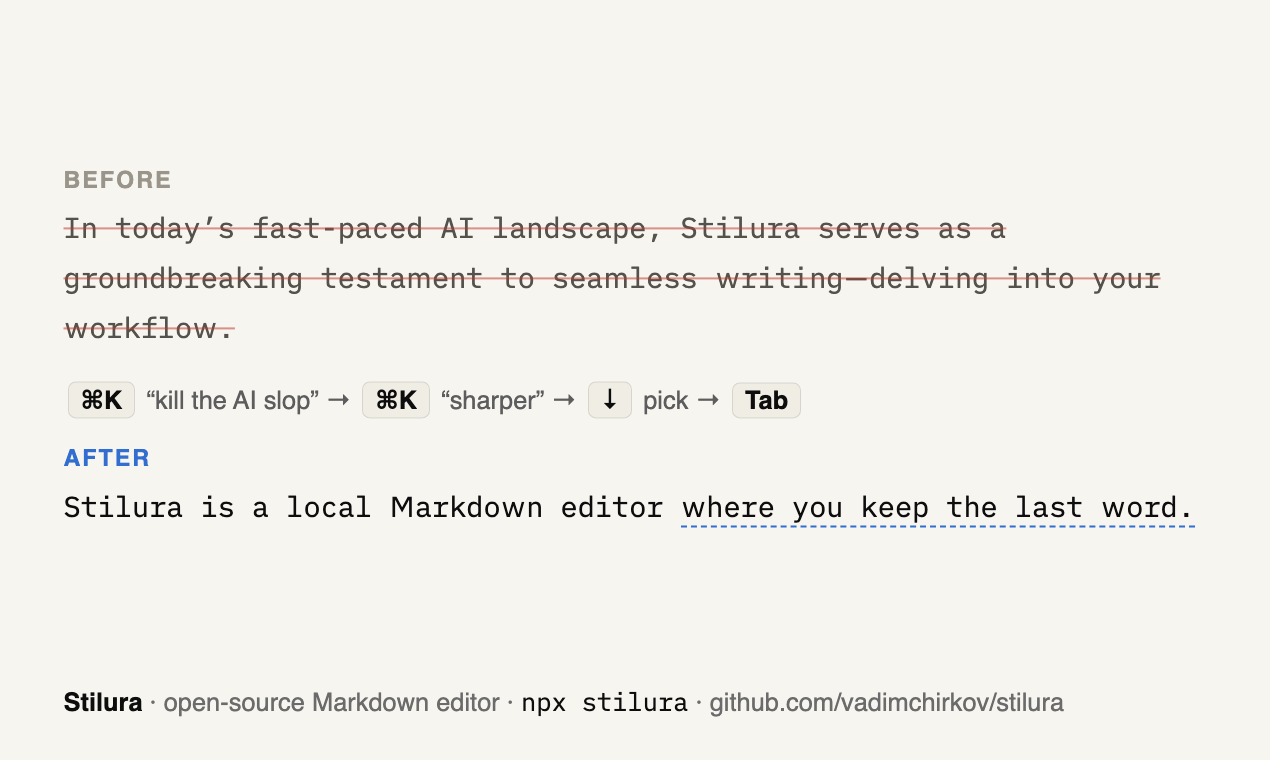 BEFORE
In today’s fast-paced AI landscape, Stilura serves as a
groundbreaking testament to seamless writing—delving into your
workflow.
⌘K “kill the AI slop” → ⌘K “sharper” → ↓ pick → Tab
AFTER
Stilura is a local Markdown editor where you keep the last word.
Stilura · open-source Markdown editor · npx stilura · github.com/vadimchirkov/stilura